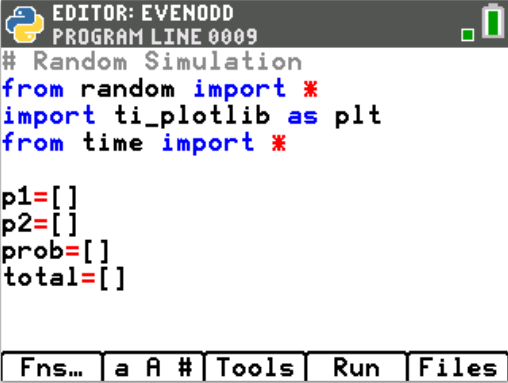 EDITOR: EVENODD
PROGRAM LINE 0009
# Random Simulation
from random import *
import ti_plotlib as plt
from time import *
p1=[]
p2=[]
prob=[]
total=[]
Fns… a A # Tools Run Files